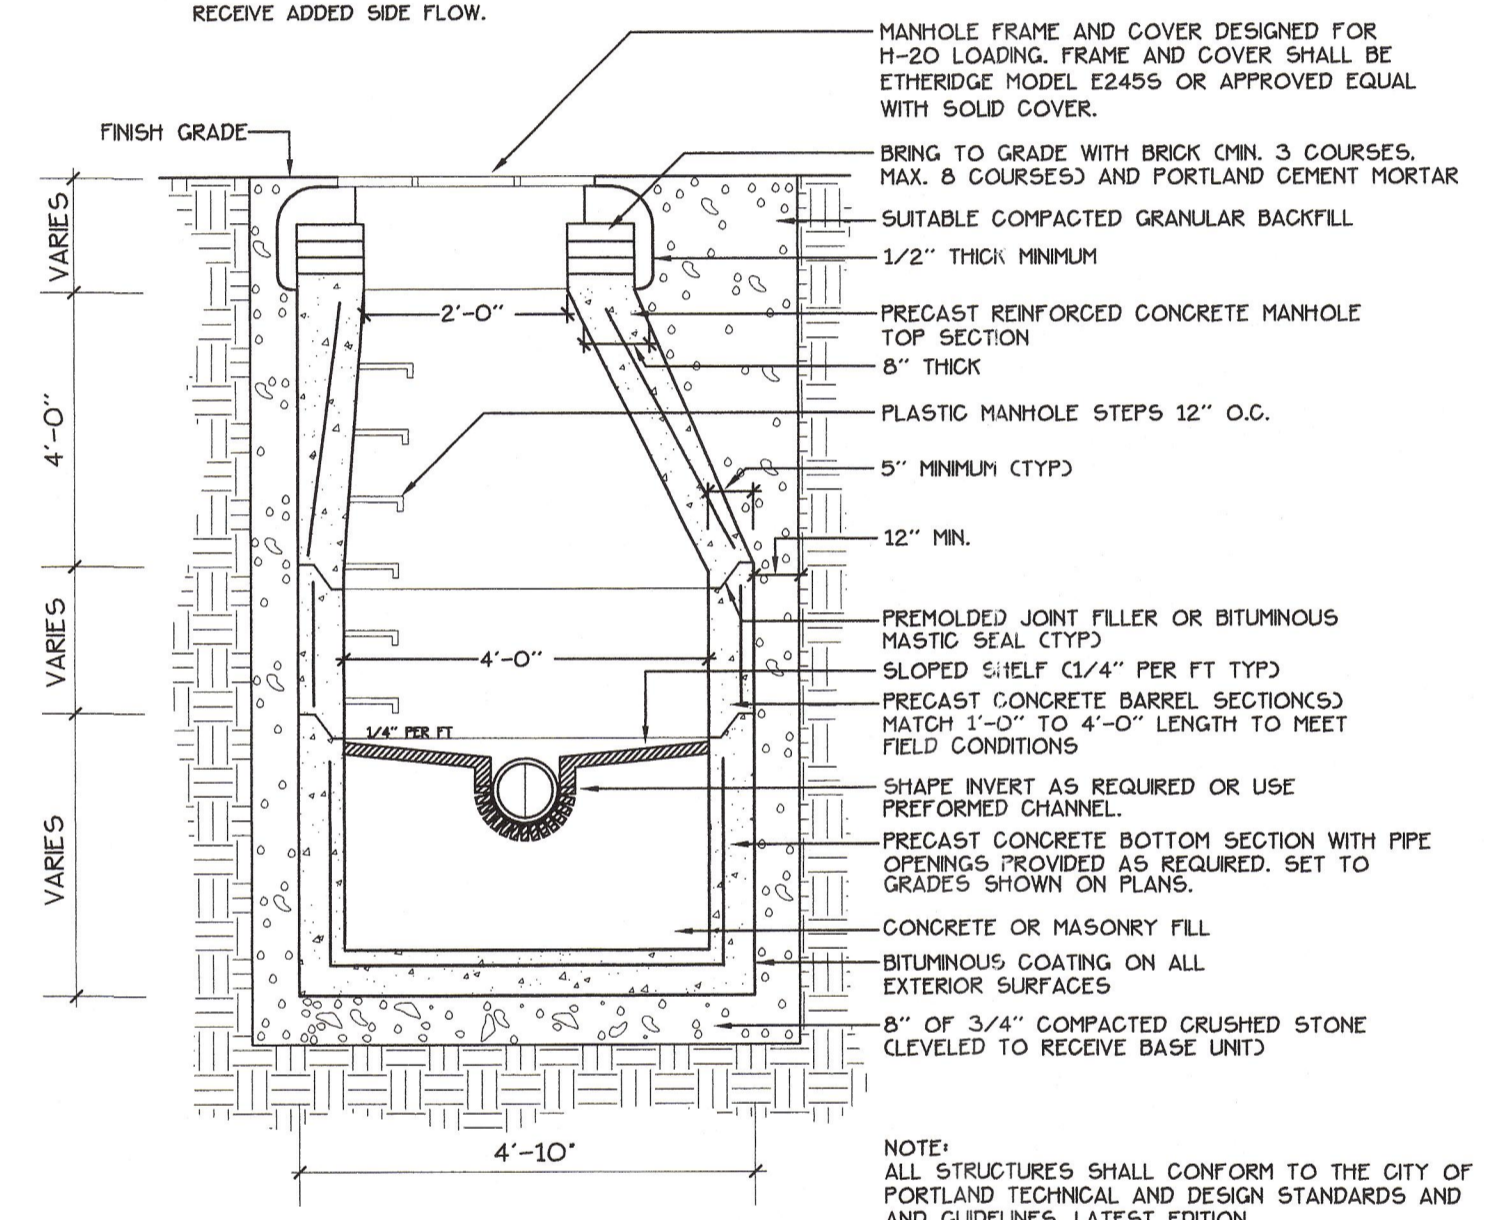 RECEIVE ADDED SIDE FLOW.
MANHOLE FRAME AND COVER DESIGNED FOR
H-20 LOADING. FRAME AND COVER SHALL BE
ETHERIDGE MODEL E245S OR APPROVED EQUAL
WITH SOLID COVER.
FINISH GRADE
BRING TO GRADE WITH BRICK (MIN. 3 COURSES,
MAX. 8 COURSES) AND PORTLAND CEMENT MORTAR
SUITABLE COMPACTED GRANULAR BACKFILL
VARIES
1/2" THICK MINIMUM
2'-0"
PRECAST REINFORCED CONCRETE MANHOLE
TOP SECTION
8" THICK
4'-0"
PLASTIC MANHOLE STEPS 12" O.C.
5" MINIMUM (TYP)
12" MIN.
VARIES
PREMOLDED JOINT FILLER OR BITUMINOUS
MASTIC SEAL (TYP)
4'-0"
SLOPED SHELF (1/4" PER FT TYP)
PRECAST CONCRETE BARREL SECTION(S)
MATCH 1'-0" TO 4'-0" LENGTH TO MEET
FIELD CONDITIONS
1/4" PER FT
SHAPE INVERT AS REQUIRED OR USE
PREFORMED CHANNEL.
VARIES
PRECAST CONCRETE BOTTOM SECTION WITH PIPE
OPENINGS PROVIDED AS REQUIRED. SET TO
GRADES SHOWN ON PLANS.
CONCRETE OR MASONRY FILL
BITUMINOUS COATING ON ALL
EXTERIOR SURFACES
8" OF 3/4" COMPACTED CRUSHED STONE
(LEVELED TO RECEIVE BASE UNIT)
4'-10"
NOTE:
ALL STRUCTURES SHALL CONFORM TO THE CITY OF
PORTLAND TECHNICAL AND DESIGN STANDARDS AND
AND GUIDELINES, LATEST EDITION